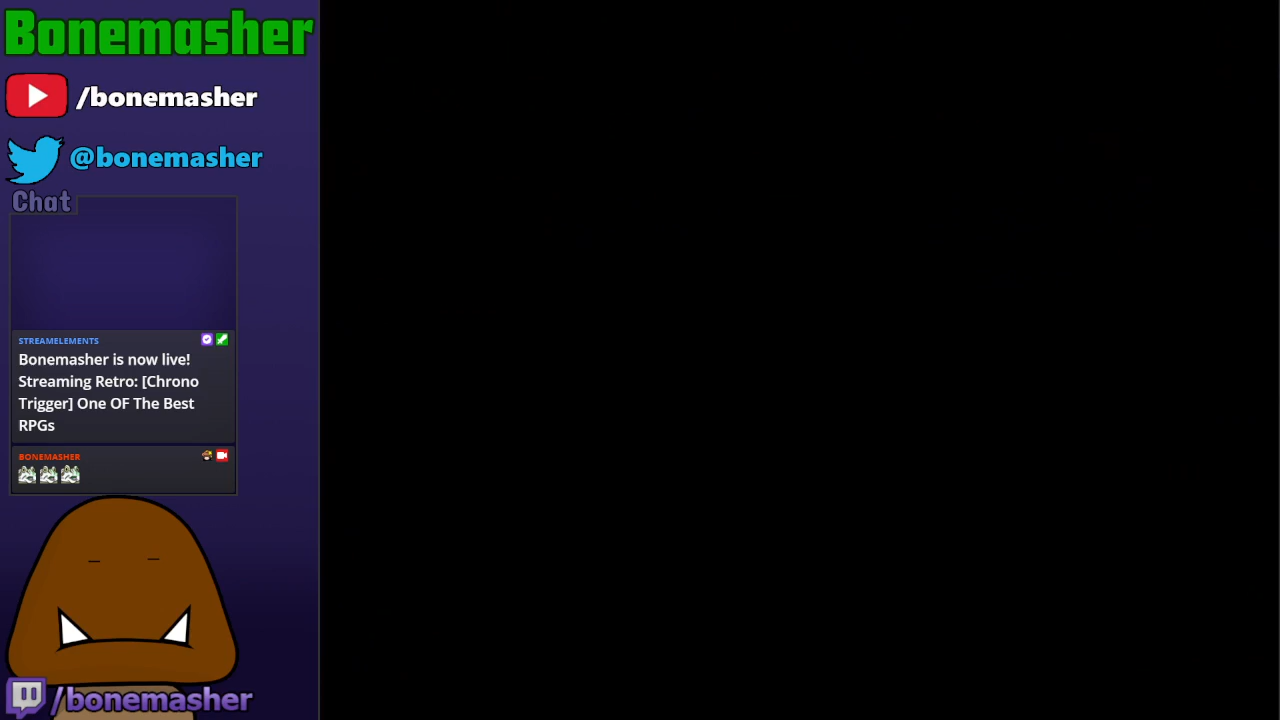 Bonemasher
/bonemasher
@bonemasher
Chat
STREAMELEMENTS
Bonemasher is now live!
Streaming Retro: [Chrono
Trigger] One OF The Best
RPGs
BONEMASHER
/bonemasher